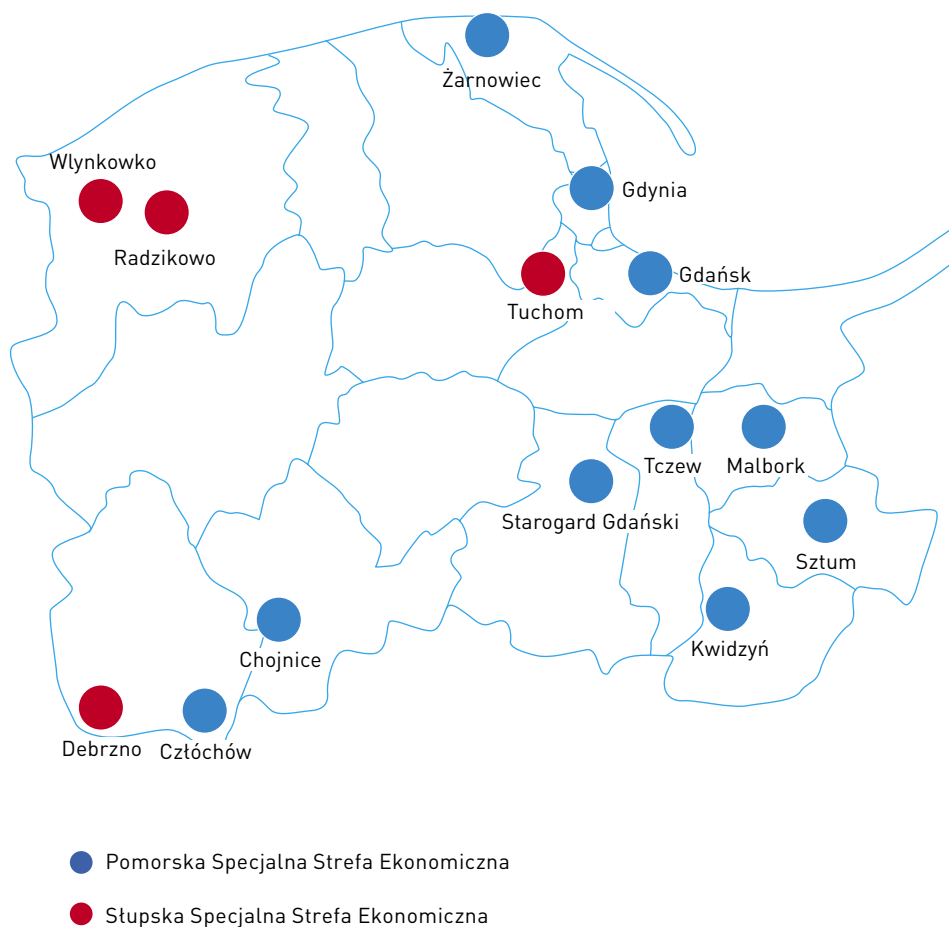 Żarnowiec
Wlynkowko
Gdynia
Radzikowo
Gdańsk
Tuchom
Tczew
Malbork
Starogard Gdański
Sztum
Kwidzyń
Chojnice
Debrzno
Człóchów
Pomorska Specjalna Strefa Ekonomiczna
Słupska Specjalna Strefa Ekonomiczna